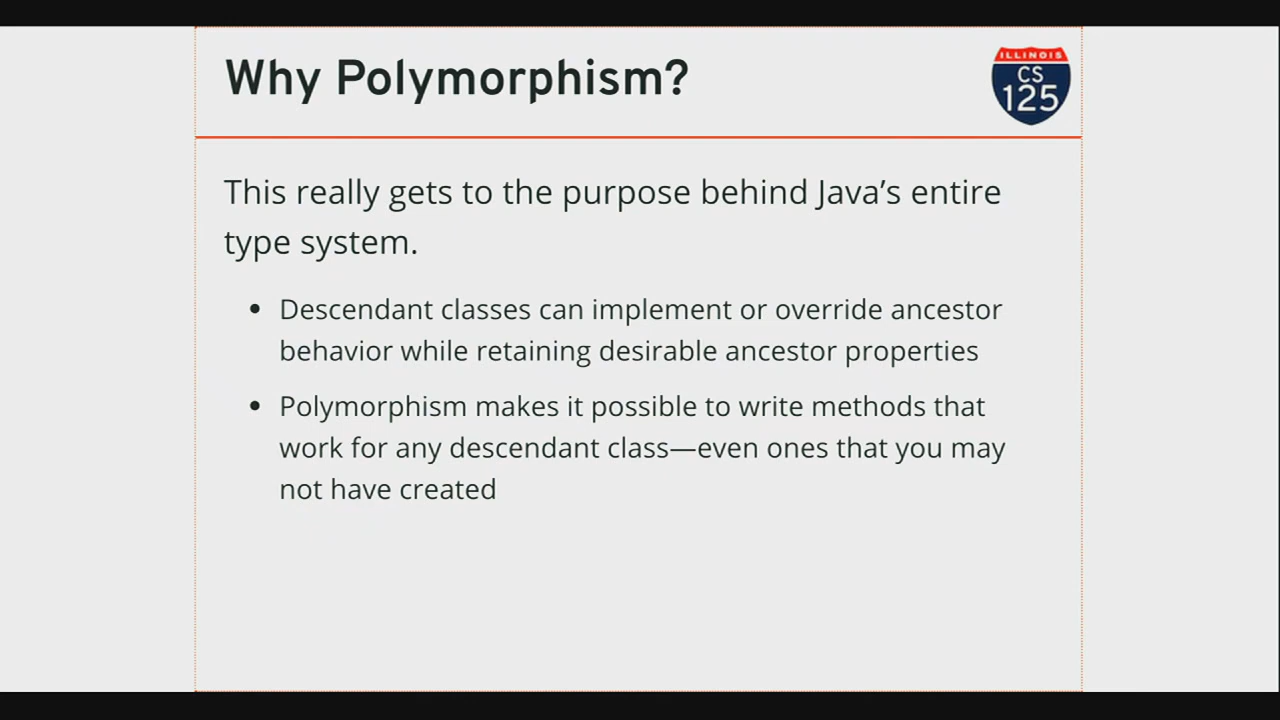 Why Polymorphism?
ILLINOIS
CS
125
This really gets to the purpose behind Java’s entire
type system.
• Descendant classes can implement or override ancestor
behavior while retaining desirable ancestor properties
• Polymorphism makes it possible to write methods that
work for any descendant class—even ones that you may
not have created